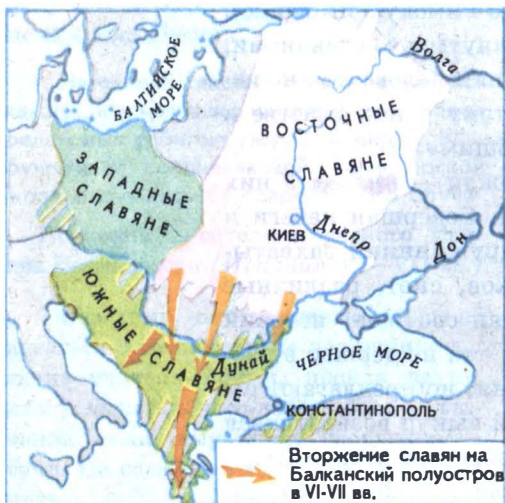 БАЛТИЙСКОЕ
МОРЕ
Волга
ВОСТОЧНЫЕ
СЛАВЯНЕ
ЗАПАДНЫЕ
СЛАВЯНЕ
КИЕВ
Днепр
Дон
ЮЖНЫЕ
СЛАВЯНЕ
Дунай
ЧЕРНОЕ МОРЕ
КОНСТАНТИНОПОЛЬ
Вторжение славян на
Балканский полуостров
в VI-VII вв.